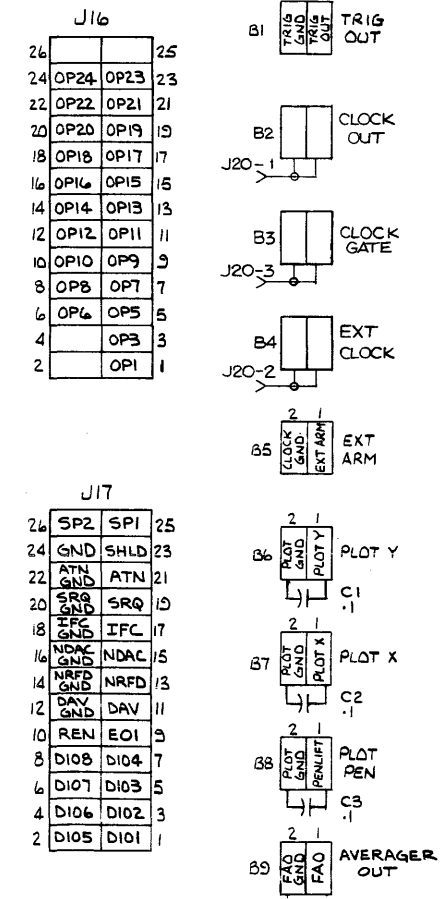 J16
26 25
24 OP24 OP23 23
22 OP22 OP21 21
20 OP20 OP19 19
18 OP18 OP17 17
16 OP16 OP15 15
14 OP14 OP13 13
12 OP12 OP11 11
10 OP10 OP9 9
8 OP8 OP7 7
6 OP6 OP5 5
4 OP3 3
2 OP1 1
J17
26 SP2 SP1 25
24 GND SHLD 23
22 ATN GND ATN 21
20 SRQ GND SRQ 19
18 IFC GND IFC 17
16 NDAC GND NDAC 15
14 NRFD GND NRFD 13
12 DAV GND DAV 11
10 REN EOI 9
8 DIO8 DIO4 7
6 DIO7 DIO3 5
4 DIO6 DIO2 3
2 DIO5 DIO1 1
B1
TRIG GND
TRIG OUT
TRIG
OUT
B2
CLOCK
OUT
J20-1
B3
CLOCK
GATE
J20-3
B4
EXT
CLOCK
J20-2
2 1
B5
CLOCK GND.
EXT ARM
EXT
ARM
2 1
B6
PLOT GND
PLOT Y
PLOT Y
C1
.1
2 1
B7
PLOT GND
PLOT X
PLOT X
C2
.1
2 1
B8
PLOT GND
PENLIFT
PLOT
PEN
C3
.1
2 1
B9
FAO GND
FAO
AVERAGER
OUT